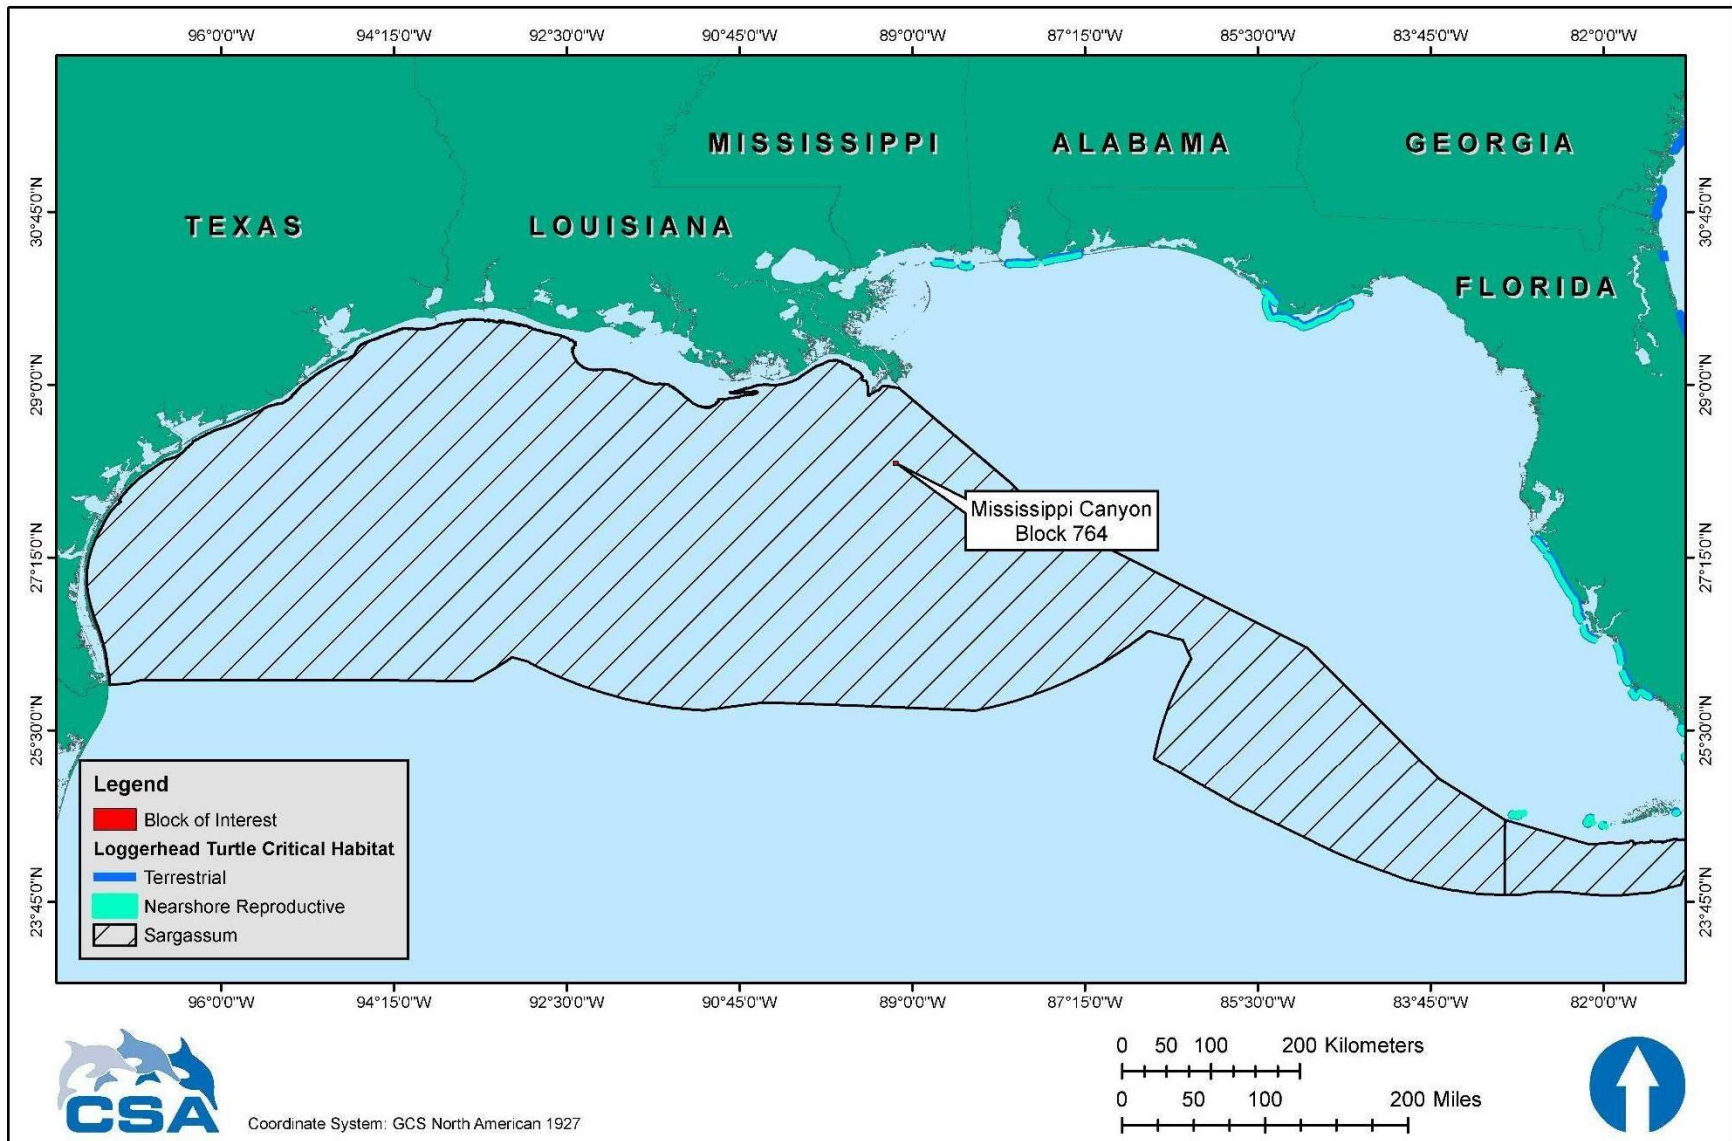 96°0'0"W 94°15'0"W 92°30'0"W 90°45'0"W 89°0'0"W 87°15'0"W 85°30'0"W 83°45'0"W 82°0'0"W
MISSISSIPPI ALABAMA GEORGIA
30°45'0"N 30°45'0"N
TEXAS LOUISIANA
FLORIDA
29°0'0"N 29°0'0"N
Mississippi Canyon
Block 764
27°15'0"N 27°15'0"N
25°30'0"N 25°30'0"N
Legend
Block of Interest
Loggerhead Turtle Critical Habitat
Terrestrial
Nearshore Reproductive
Sargassum
23°45'0"N 23°45'0"N
96°0'0"W 94°15'0"W 92°30'0"W 90°45'0"W 89°0'0"W 87°15'0"W 85°30'0"W 83°45'0"W 82°0'0"W
0 50 100 200 Kilometers
0 50 100 200 Miles
CSA
Coordinate System: GCS North American 1927